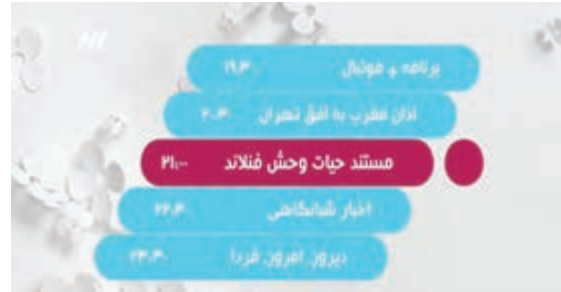 برنامه + فوتبال ۱۹:۳۰
اذان مغرب به افق تهران ۲۰:۳۰
مستند حیات وحش فنلاند ۲۱:۰۰
اخبار شبانگاهی ۲۲:۳۰
دیروز, امروز, فردا ۲۳:۳۰